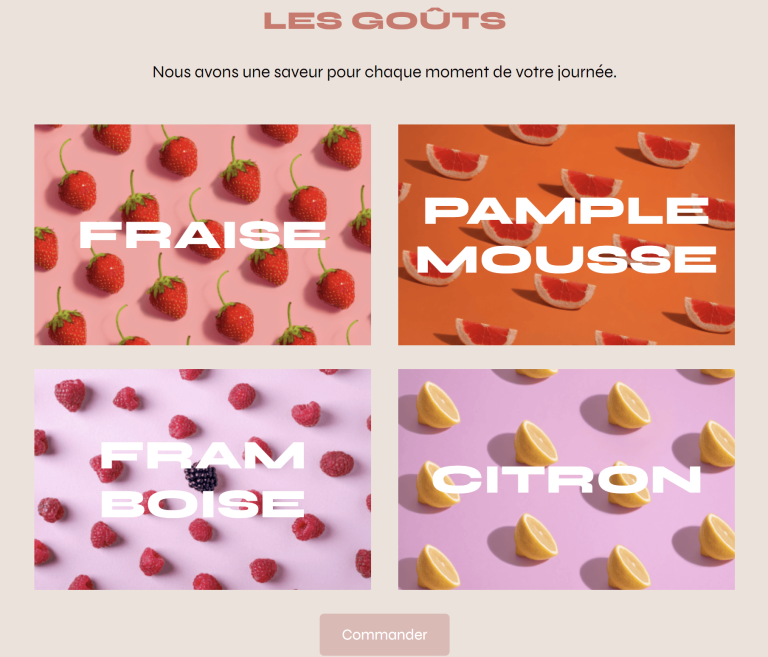 LES GOÛTS
Nous avons une saveur pour chaque moment de votre journée.
FRAISE
PAMPLE
MOUSSE
FRAM
BOISE
CITRON
Commander